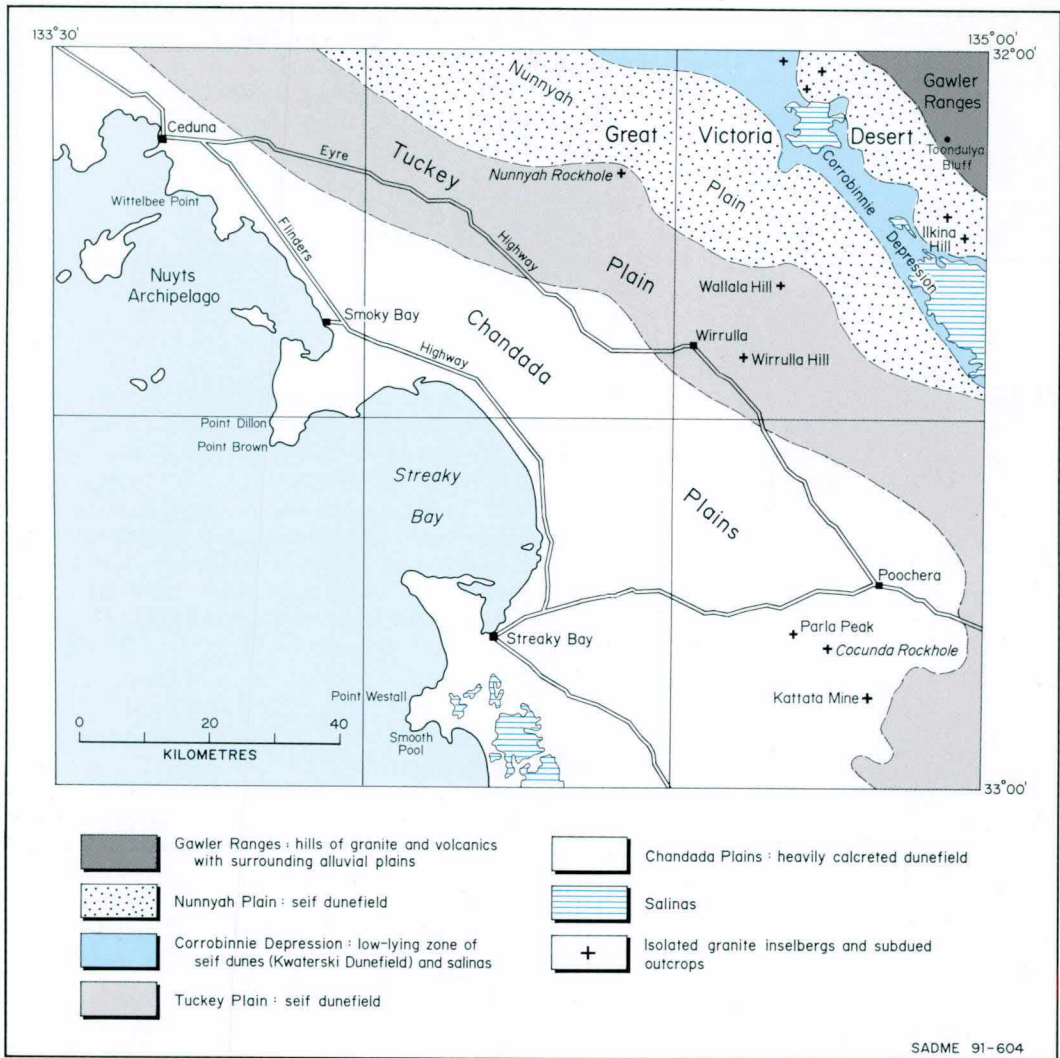 133°30'
135°00'
32°00'
Nunnyah
Gawler
Ranges
Ceduna
Great Victoria Desert
Eyre
Tuckey
Toondulya
Bluff
Nunnyah Rockhole
Corrobinnie
Plain
Wittelbee Point
Flinders
Ilkina
Hill
Highway
Depression
Nuyts
Archipelago
Plain
Wallala Hill
Smoky Bay
Chandada
Wirrulla
Highway
Wirrulla Hill
Point Dillon
Point Brown
Streaky
Bay
Plains
Poochera
Streaky Bay
Parla Peak
Cocunda Rockhole
Point Westall
Kattata Mine
0 20 40
Smooth
Pool
KILOMETRES
33°00'
Gawler Ranges : hills of granite and volcanics
with surrounding alluvial plains
Nunnyah Plain : seif dunefield
Corrobinnie Depression : low-lying zone of
seif dunes (Kwaterski Dunefield) and salinas
Tuckey Plain : seif dunefield
Chandada Plains : heavily calcreted dunefield
Salinas
Isolated granite inselbergs and subdued
outcrops
SADME 91-604